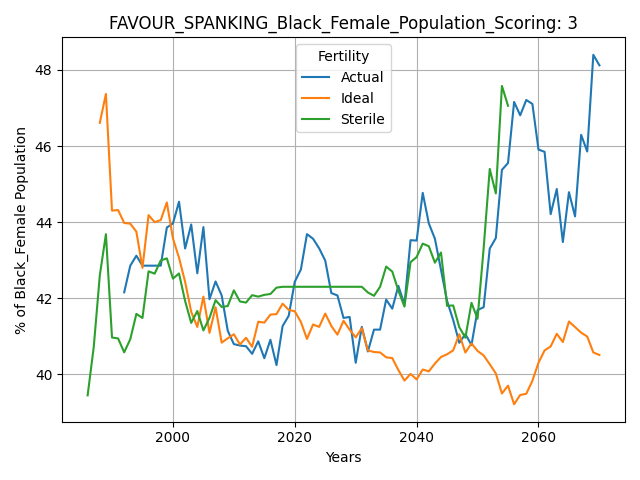 FAVOUR_SPANKING_Black_Female_Population_Scoring: 3
Fertility
Actual
Ideal
Sterile
% of Black_Female Population
48
46
44
42
40
2000
2020
2040
2060
Years